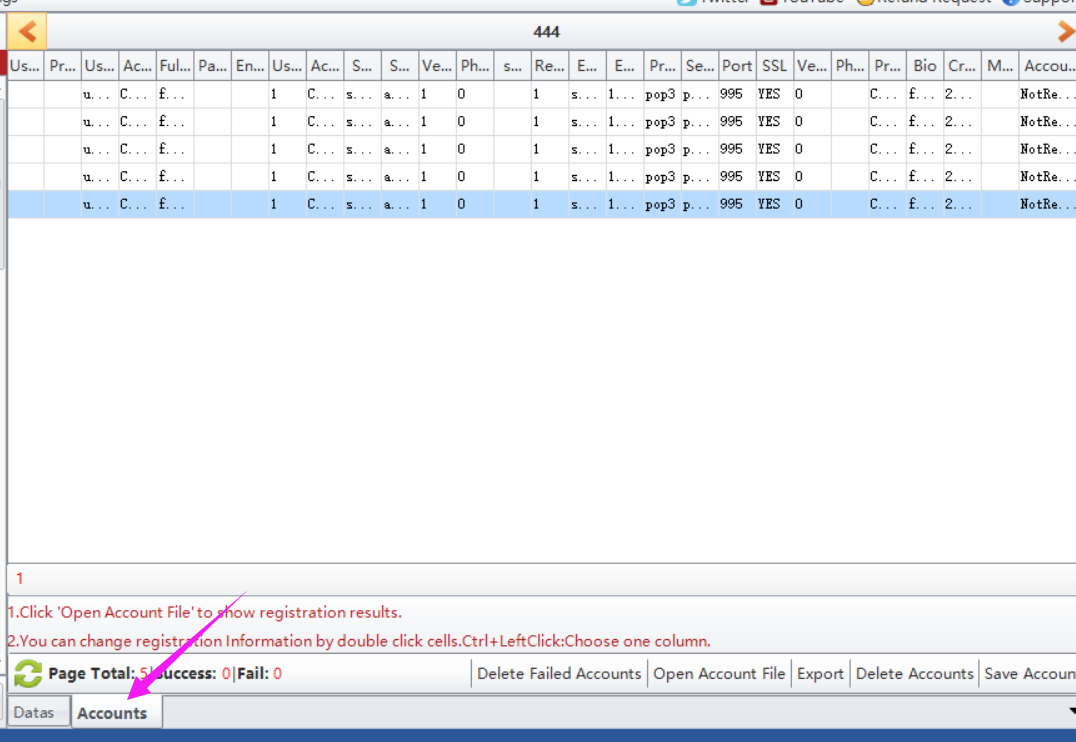 Twitter YouTube Refund Request Suppor
444
Us... Pr... Us... Ac... Ful... Pa... En... Us... Ac... S... S... Ve... Ph... s... Re... E... E... Pr... Se... Port SSL Ve... Ph... Pr... Bio Cr... M... Accou...
u... C... f... 1 C... s... a... 1 0 1 s... 1... pop3 p... 995 YES 0 C... f... 2... NotRe...
u... C... f... 1 C... s... a... 1 0 1 s... 1... pop3 p... 995 YES 0 C... f... 2... NotRe...
u... C... f... 1 C... s... a... 1 0 1 s... 1... pop3 p... 995 YES 0 C... f... 2... NotRe...
u... C... f... 1 C... s... a... 1 0 1 s... 1... pop3 p... 995 YES 0 C... f... 2... NotRe...
u... C... f... 1 C... s... a... 1 0 1 s... 1... pop3 p... 995 YES 0 C... f... 2... NotRe...
1
1.Click 'Open Account File' to show registration results.
2.You can change registration Information by double click cells.Ctrl+LeftClick:Choose one column.
Page Total: 5|Success: 0|Fail: 0 Delete Failed Accounts Open Account File Export Delete Accounts Save Accoun
Datas Accounts